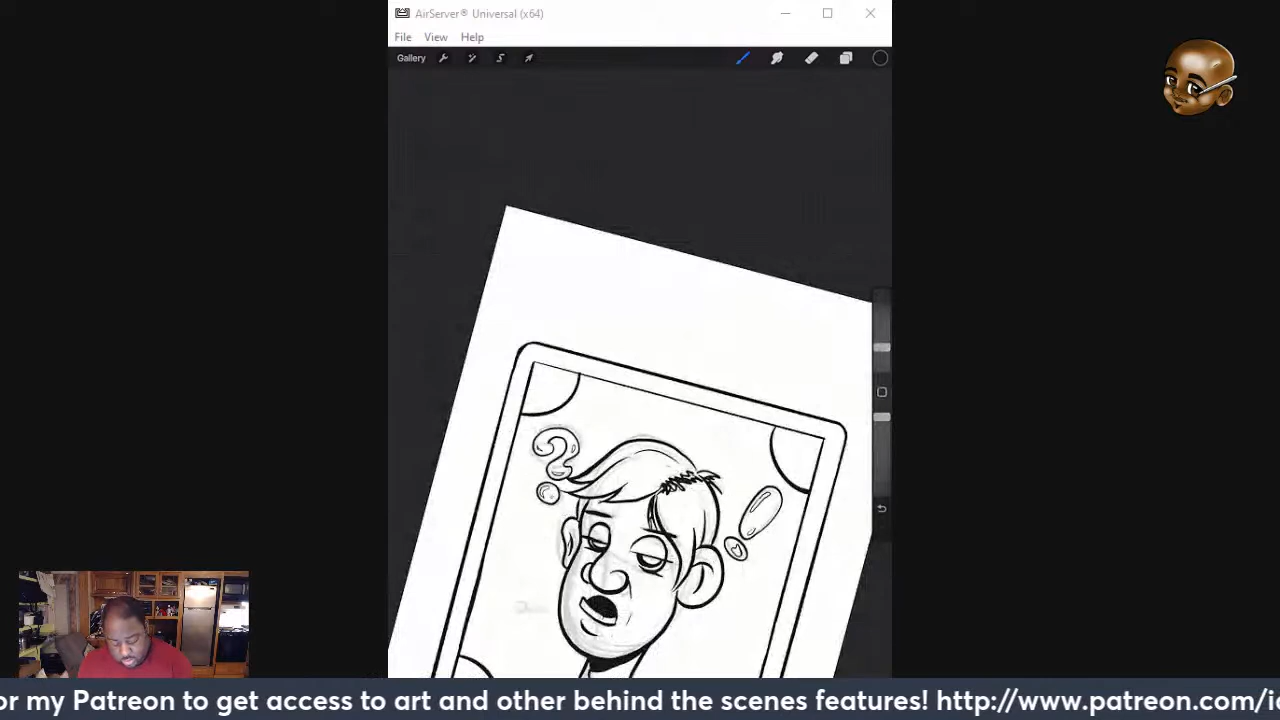 AirServer® Universal (x64)
File View Help
Gallery
?
!
or my Patreon to get access to art and other behind the scenes features! http://www.patreon.com/i